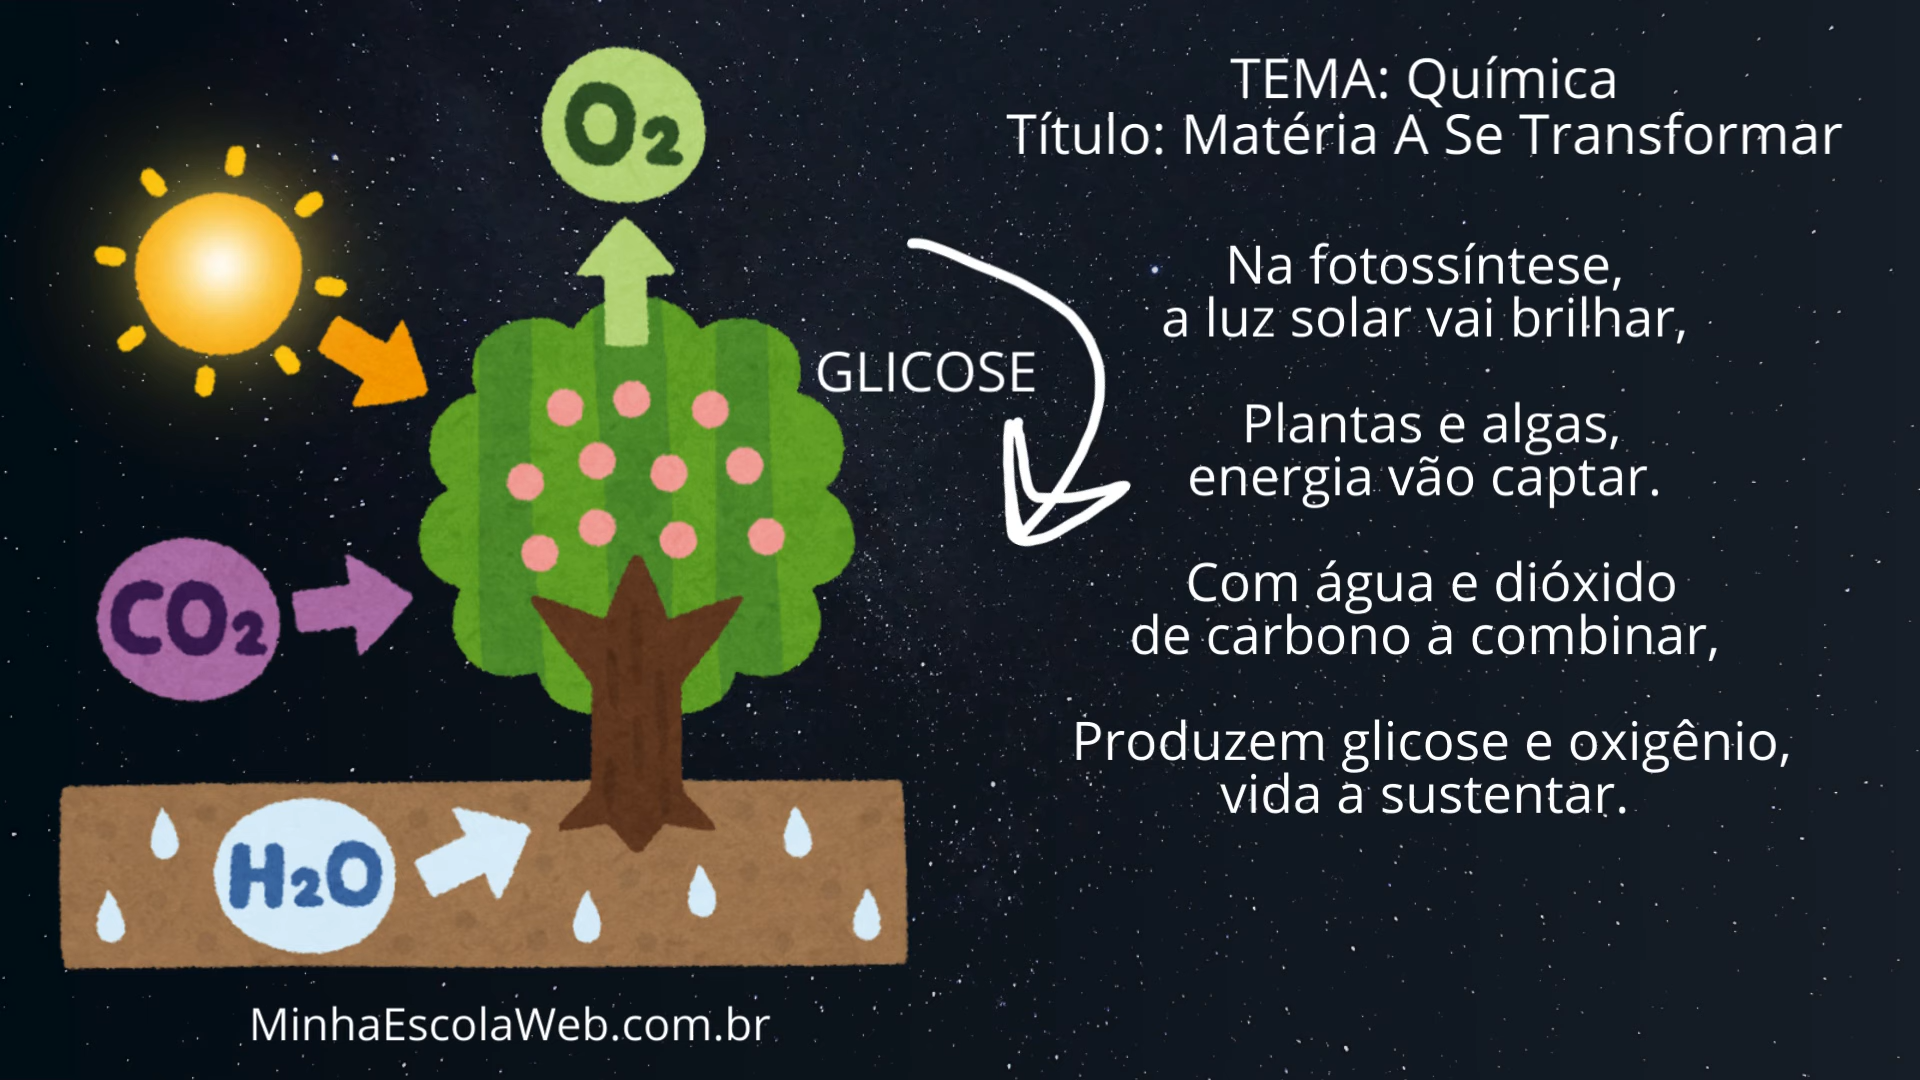 O2
TEMA: Química
Título: Matéria A Se Transformar
Na fotossíntese,
a luz solar vai brilhar,
GLICOSE
Plantas e algas,
energia vão captar.
CO2
Com água e dióxido
de carbono a combinar,
Produzem glicose e oxigênio,
vida a sustentar.
H2O
MinhaEscolaWeb.com.br